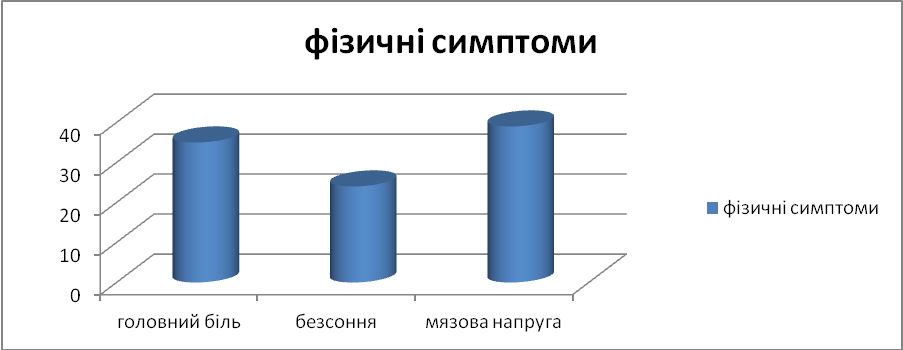 фізичні симптоми
40
30
20
10
0
головний біль
безсоння
мязова напруга
фізичні симптоми